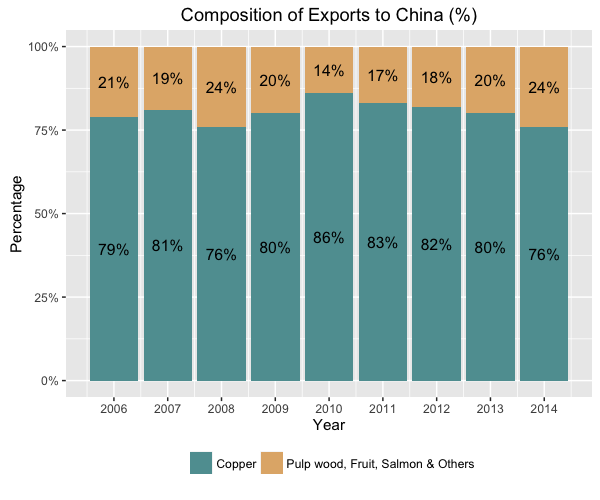 Composition of Exports to China (%)
100%
75%
50%
25%
0%
Percentage
21% 19% 24% 20% 14% 17% 18% 20% 24%
79% 81% 76% 80% 86% 83% 82% 80% 76%
2006 2007 2008 2009 2010 2011 2012 2013 2014
Year
Copper Pulp wood, Fruit, Salmon & Others